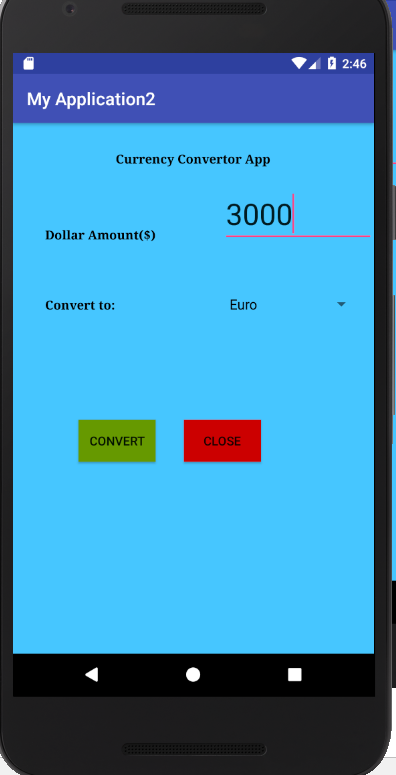 2:46
My Application2
Currency Convertor App
3000
Dollar Amount($)
Convert to: Euro
CONVERT CLOSE